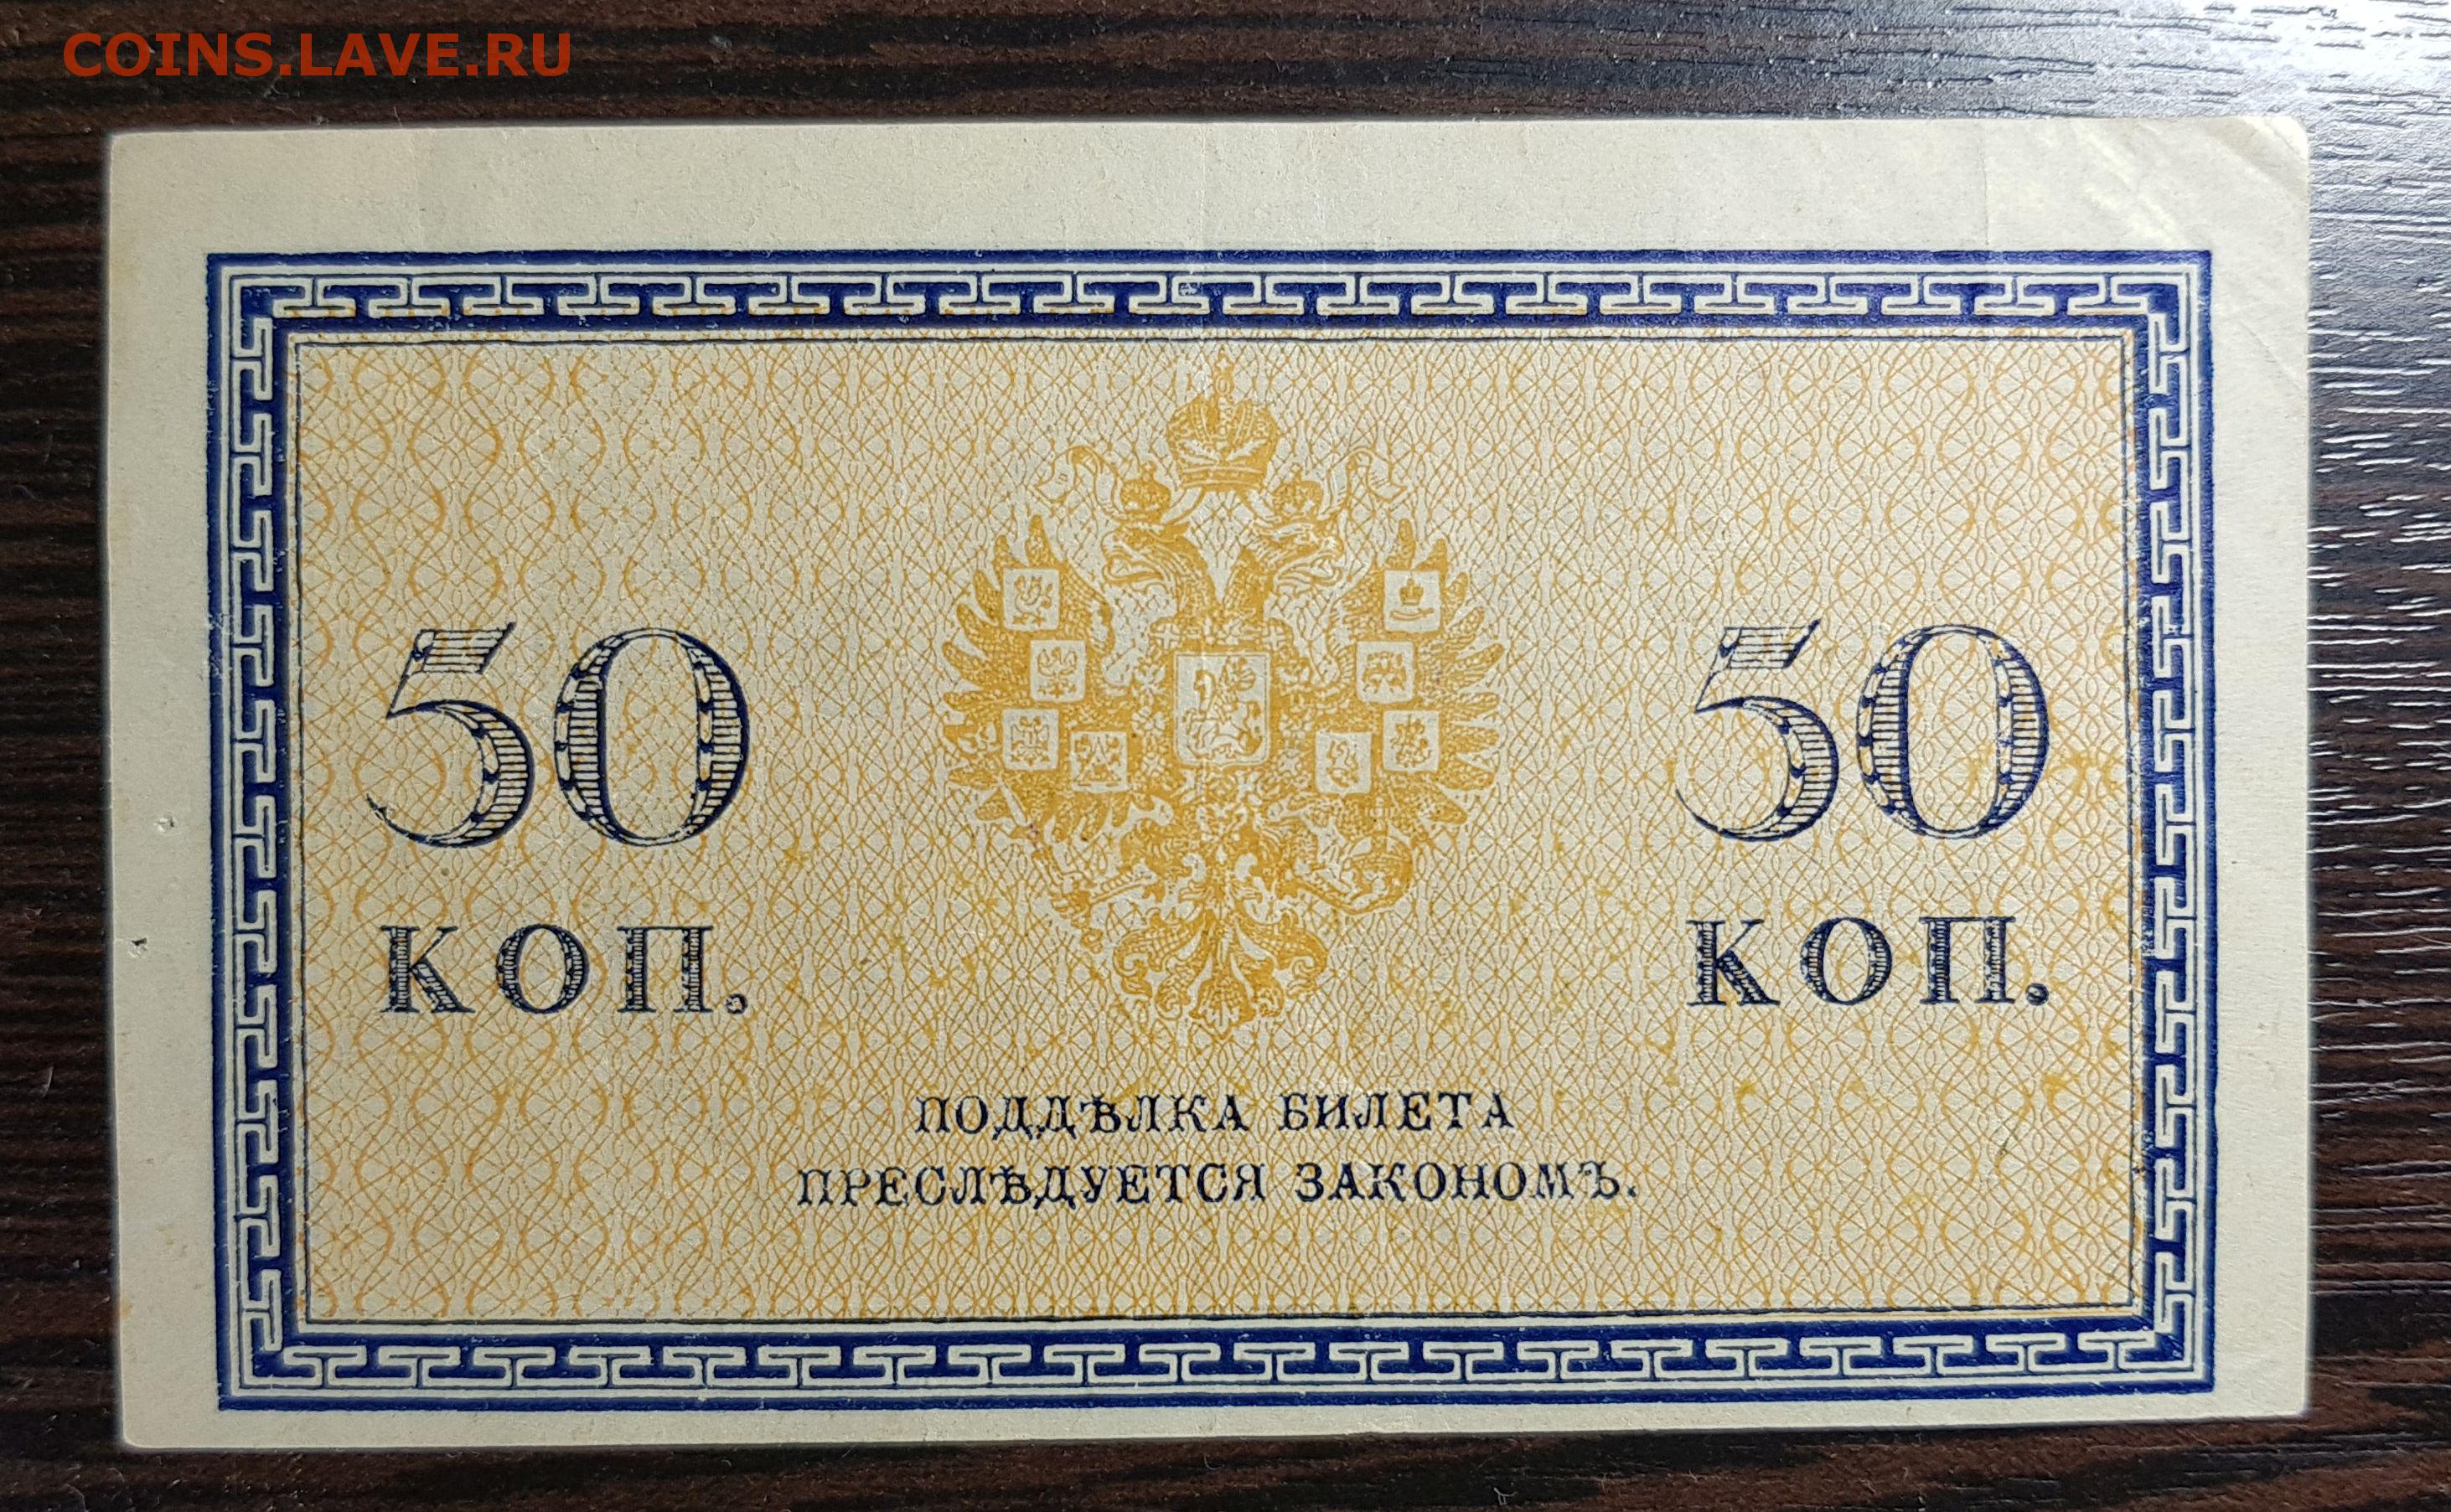 COINS.LAVE.RU
50 50
КОП. КОП.
ПОДДѢЛКА БИЛЕТА
ПРЕСЛѢДУЕТСЯ ЗАКОНОМЪ.